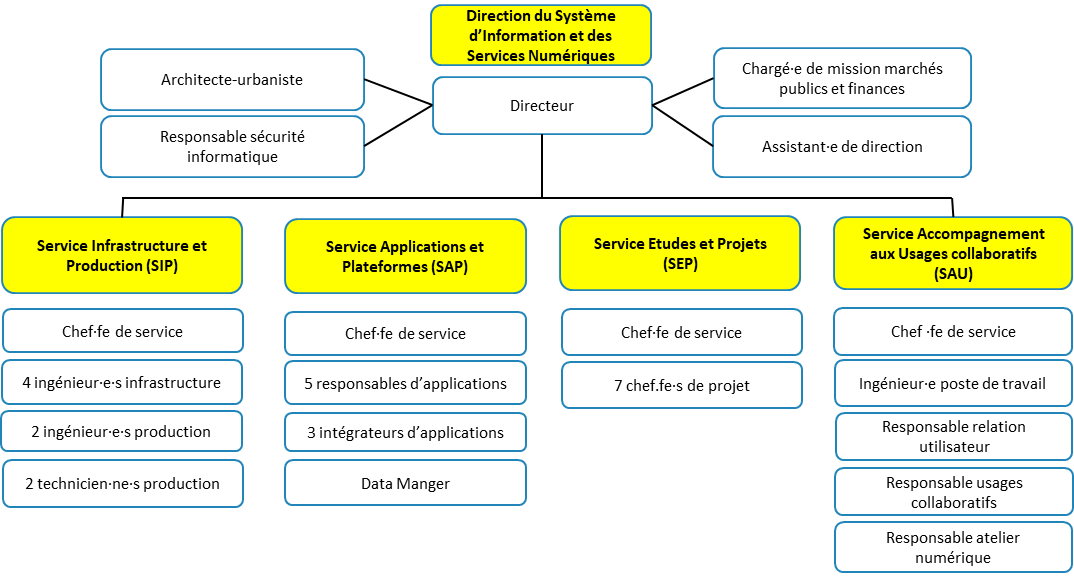 Direction du Système
d’Information et des
Services Numériques
Architecte-urbaniste
Responsable sécurité
informatique
Directeur
Chargé·e de mission marchés
publics et finances
Assistant·e de direction
Service Infrastructure et
Production (SIP)
Chef·fe de service
4 ingénieur·e·s infrastructure
2 ingénieur·e·s production
2 technicien·ne·s production
Service Applications et
Plateformes (SAP)
Chef·fe de service
5 responsables d’applications
3 intégrateurs d’applications
Data Manger
Service Etudes et Projets
(SEP)
Chef·fe de service
7 chef.fe·s de projet
Service Accompagnement
aux Usages collaboratifs
(SAU)
Chef ·fe de service
Ingénieur·e poste de travail
Responsable relation
utilisateur
Responsable usages
collaboratifs
Responsable atelier
numérique